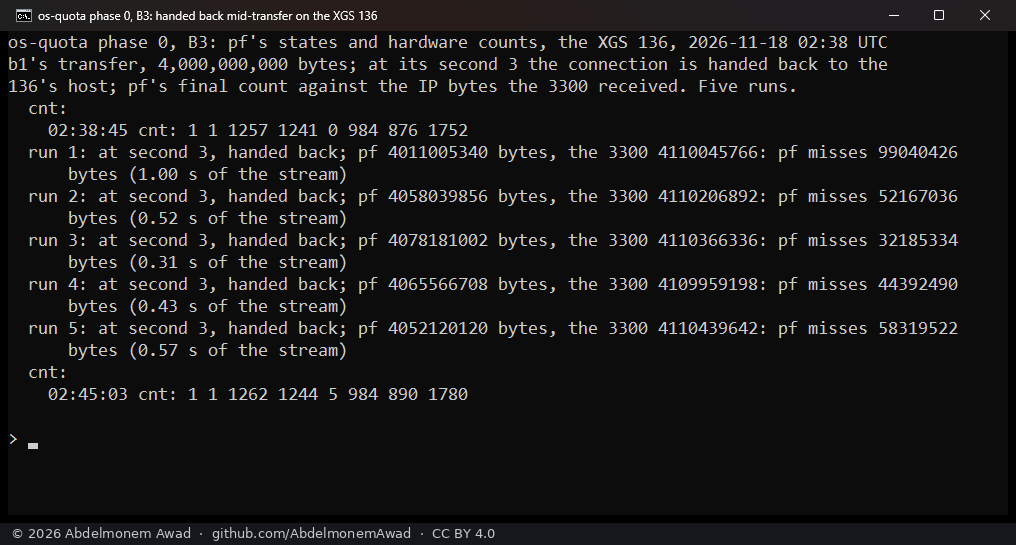 os-quota phase 0, B3: handed back mid-transfer on the XGS 136
os-quota phase 0, B3: pf's states and hardware counts, the XGS 136, 2026-11-18 02:38 UTC
b1's transfer, 4,000,000,000 bytes; at its second 3 the connection is handed back to the
136's host; pf's final count against the IP bytes the 3300 received. Five runs.
cnt:
02:38:45 cnt: 1 1 1257 1241 0 984 876 1752
run 1: at second 3, handed back; pf 4011005340 bytes, the 3300 4110045766: pf misses 99040426
bytes (1.00 s of the stream)
run 2: at second 3, handed back; pf 4058039856 bytes, the 3300 4110206892: pf misses 52167036
bytes (0.52 s of the stream)
run 3: at second 3, handed back; pf 4078181002 bytes, the 3300 4110366336: pf misses 32185334
bytes (0.31 s of the stream)
run 4: at second 3, handed back; pf 4065566708 bytes, the 3300 4109959198: pf misses 44392490
bytes (0.43 s of the stream)
run 5: at second 3, handed back; pf 4052120120 bytes, the 3300 4110439642: pf misses 58319522
bytes (0.57 s of the stream)
cnt:
02:45:03 cnt: 1 1 1262 1244 5 984 890 1780
>
© 2026 Abdelmonem Awad · github.com/AbdelmonemAwad · CC BY 4.0